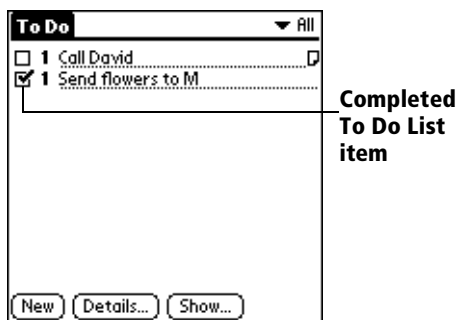 To Do All
1 Call David
1 Send flowers to M
Completed
To Do List
item
New Details... Show...